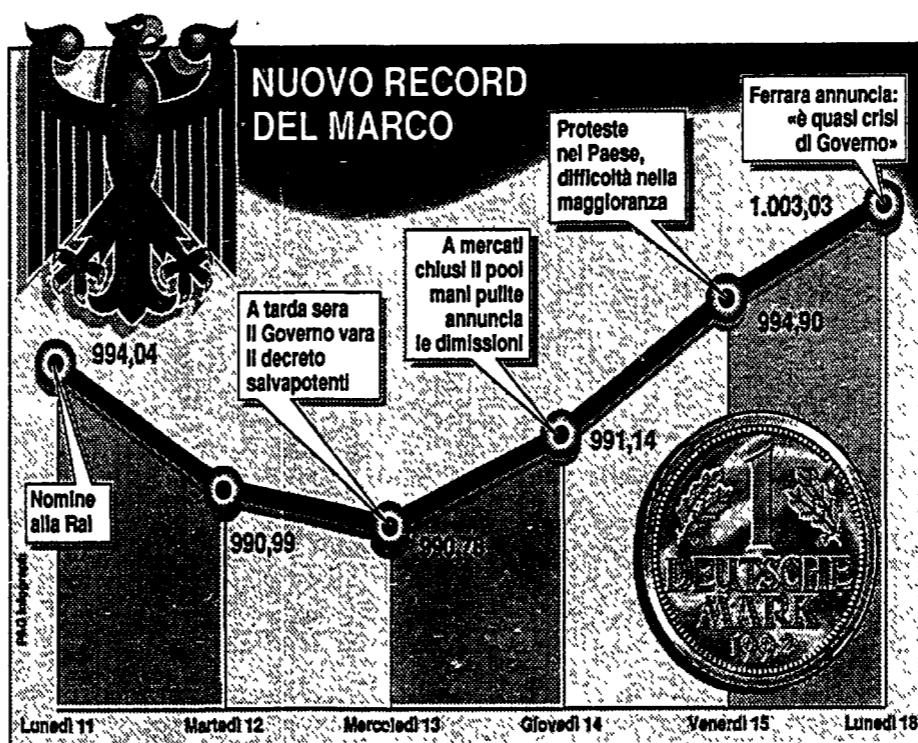 NUOVO RECORD
DEL MARCO
Ferrara annuncia:
«è quasi crisi
di Governo»
Proteste
nel Paese,
difficoltà nella
maggioranza
1.003,03
A mercati
chiusi il pool
mani pulite
annuncia
le dimissioni
A tarda sera
il Governo vara
il decreto
salvapotenti
994,04
994,90
991,14
Nomine
alla Rai
990,99
990,78
1
DEUTSCHE
MARK
1992
P&G Infograph
Lunedì 11
Martedì 12
Mercoledì 13
Giovedì 14
Venerdì 15
Lunedì 18